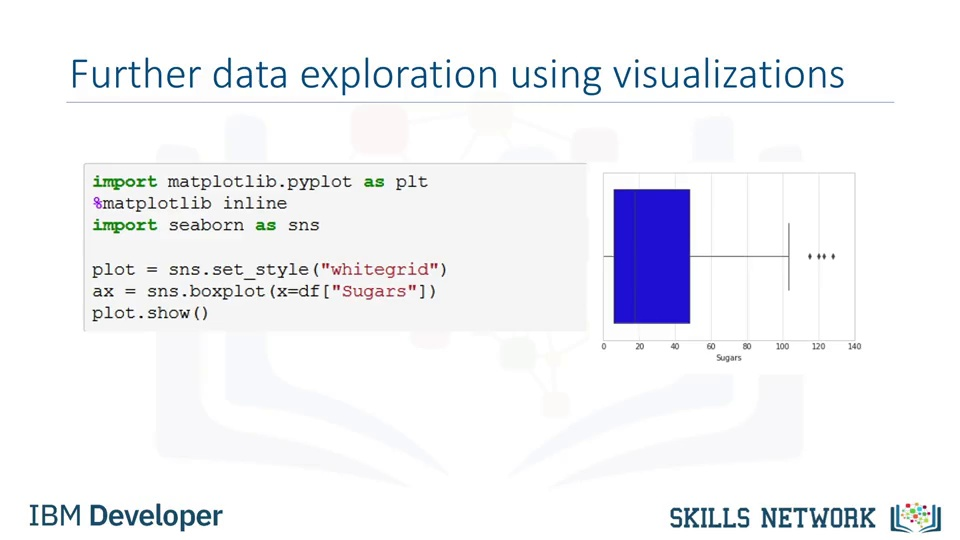 Further data exploration using visualizations
import matplotlib.pyplot as plt
%matplotlib inline
import seaborn as sns
plot = sns.set_style("whitegrid")
ax = sns.boxplot(x=df["Sugars"])
plot.show()
0 20 40 60 80 100 120 140
Sugars
IBM Developer
SKILLS NETWORK